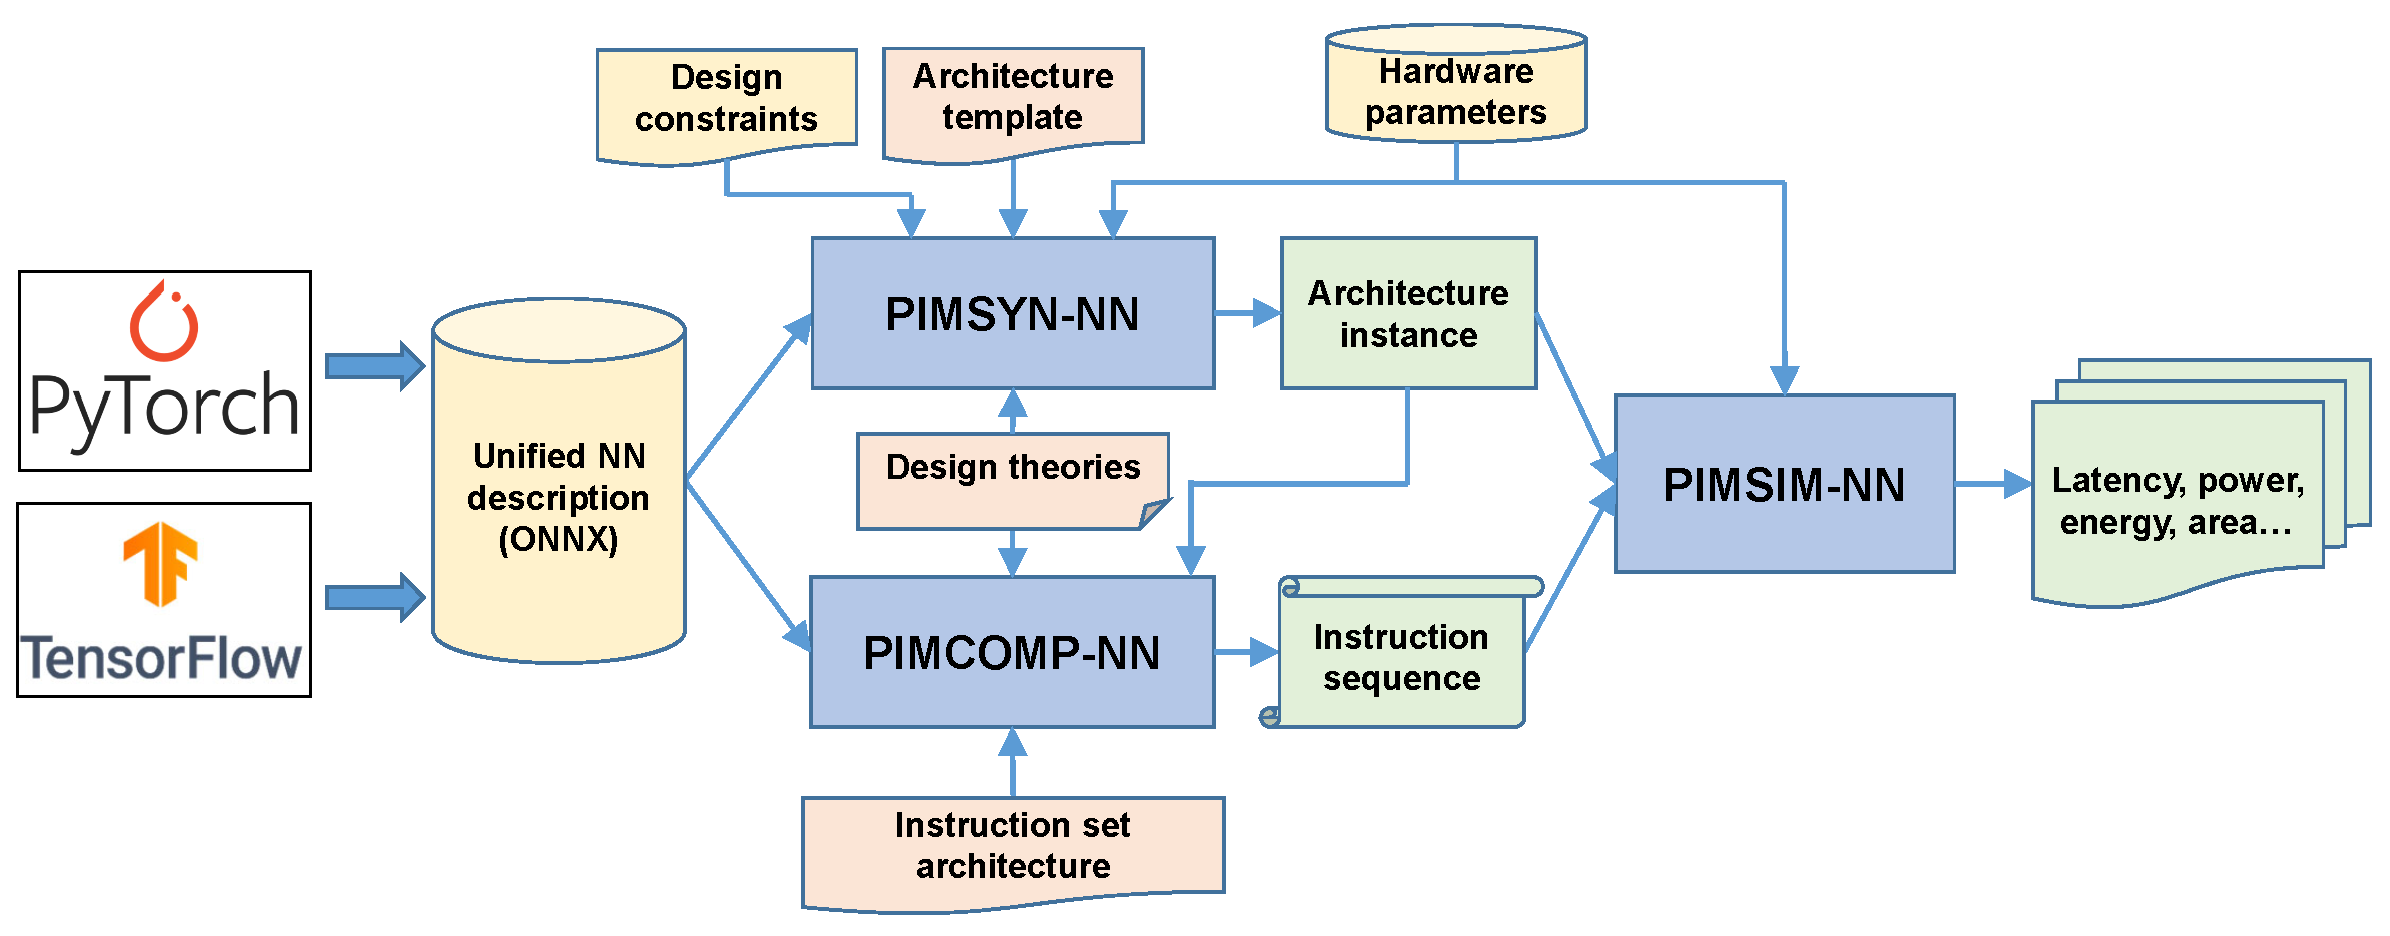 Design
constraints
Architecture
template
Hardware
parameters
PyTorch
TensorFlow
Unified NN
description
(ONNX)
PIMSYN-NN
Architecture
instance
Design theories
PIMCOMP-NN
Instruction
sequence
Instruction set
architecture
PIMSIM-NN
Latency, power,
energy, area...